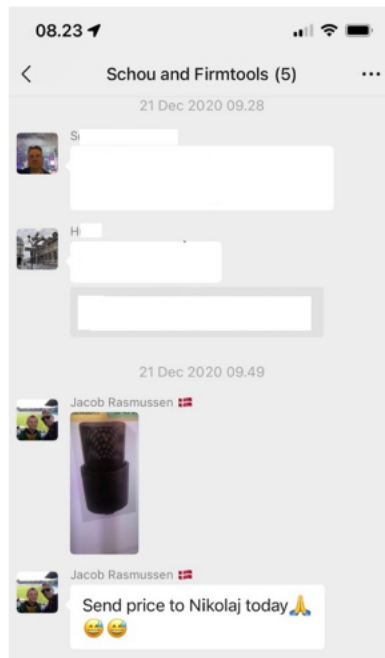 08.23
Schou and Firmtools (5)
21 Dec 2020 09.28
S
H
21 Dec 2020 09.49
Jacob Rasmussen 🇩🇰
Jacob Rasmussen 🇩🇰
Send price to Nikolaj today🙏
😅😅